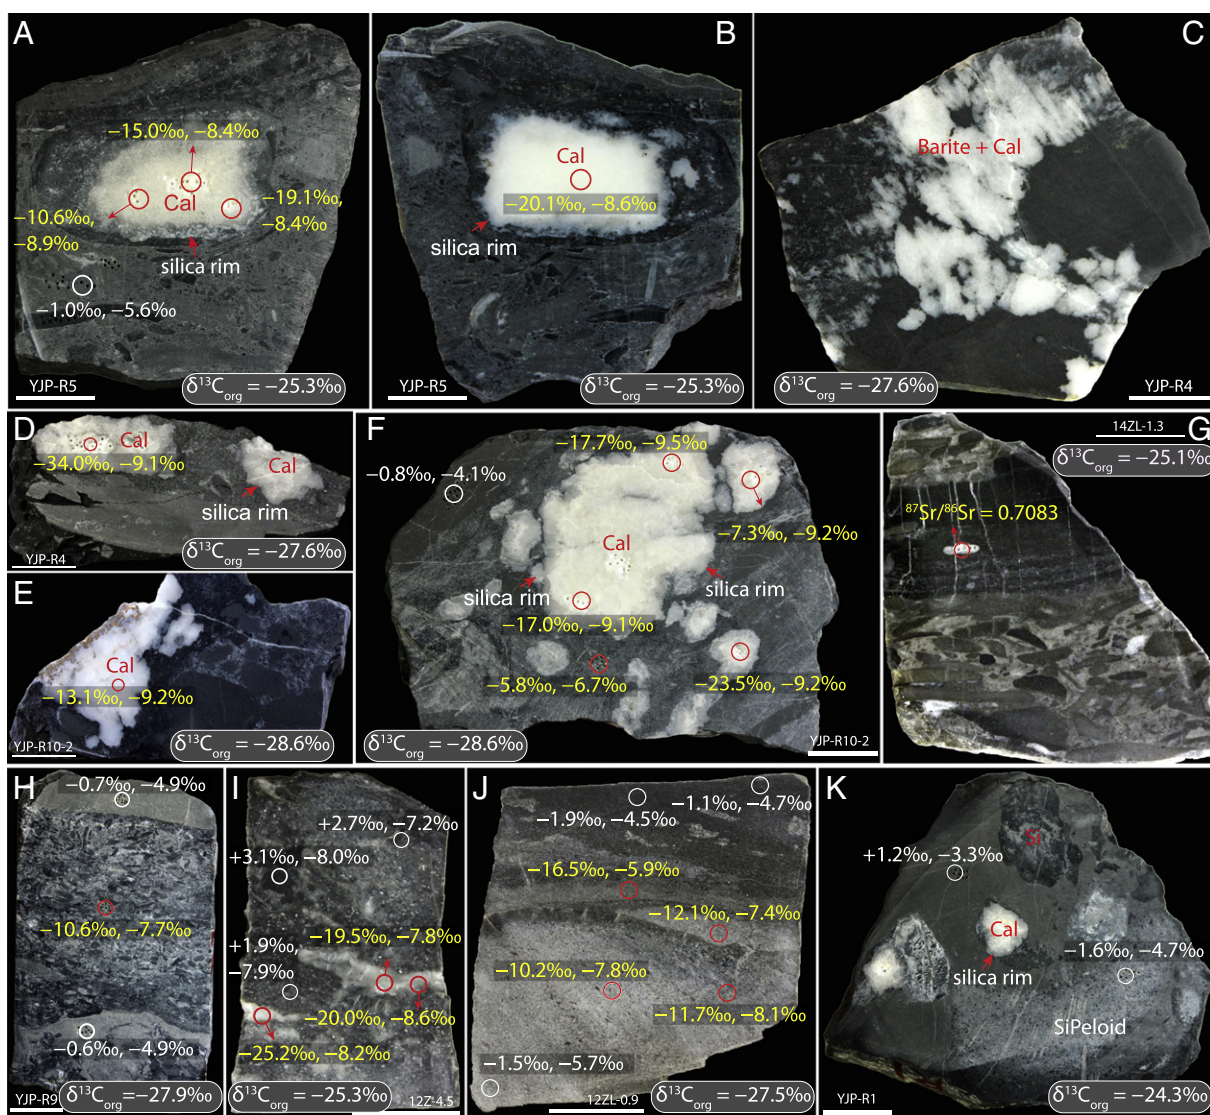 A
−15.0‰, −8.4‰
Cal
−10.6‰,
−8.9‰
−19.1‰,
−8.4‰
silica rim
−1.0‰, −5.6‰
YJP-R5
δ¹³Corg = −25.3‰
B
Cal
−20.1‰, −8.6‰
silica rim
YJP-R5
δ¹³Corg = −25.3‰
C
Barite + Cal
δ¹³Corg = −27.6‰
YJP-R4
D
Cal
−34.0‰, −9.1‰
Cal
silica rim
YJP-R4
δ¹³Corg = −27.6‰
E
Cal
−13.1‰, −9.2‰
YJP-R10-2
δ¹³Corg = −28.6‰
F
−17.7‰, −9.5‰
−0.8‰, −4.1‰
−7.3‰, −9.2‰
Cal
silica rim
silica rim
−17.0‰, −9.1‰
−5.8‰, −6.7‰
−23.5‰, −9.2‰
δ¹³Corg = −28.6‰
YJP-R10-2
G
14ZL-1.3
δ¹³Corg = −25.1‰
⁸⁷Sr/⁸⁶Sr = 0.7083
H
−0.7‰, −4.9‰
−10.6‰, −7.7‰
−0.6‰, −4.9‰
YJP-R9
δ¹³Corg = −27.9‰
I
+2.7‰, −7.2‰
+3.1‰, −8.0‰
−19.5‰, −7.8‰
+1.9‰,
−7.9‰
−20.0‰, −8.6‰
−25.2‰, −8.2‰
δ¹³Corg = −25.3‰
J
−1.1‰, −4.7‰
−1.9‰, −4.5‰
−16.5‰, −5.9‰
−12.1‰, −7.4‰
−10.2‰, −7.8‰
−11.7‰, −8.1‰
−1.5‰, −5.7‰
12ZL-0.9
δ¹³Corg = −27.5‰
K
Si
+1.2‰, −3.3‰
Cal
silica rim
−1.6‰, −4.7‰
SiPeloid
YJP-R1
δ¹³Corg = −24.3‰